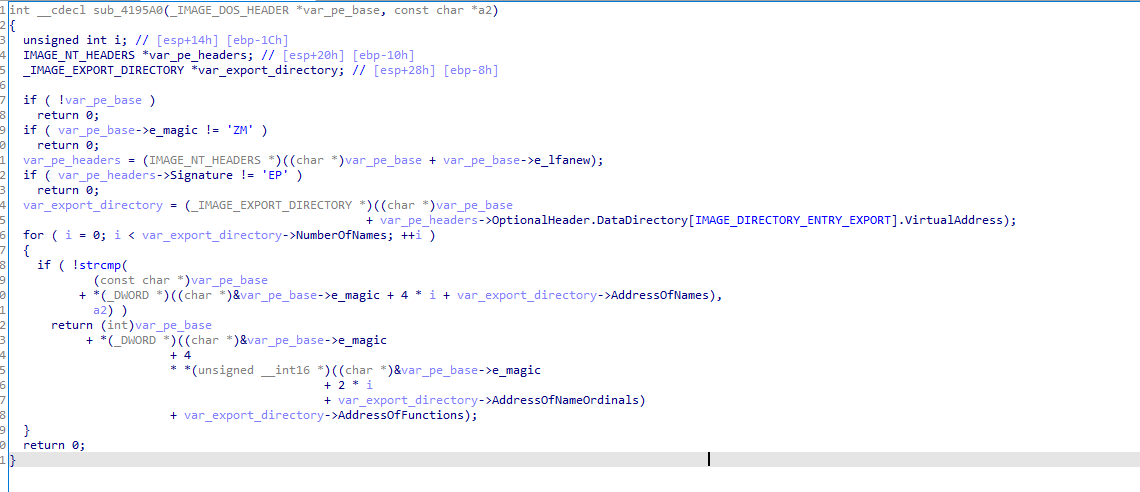 1 int __cdecl sub_4195A0(_IMAGE_DOS_HEADER *var_pe_base, const char *a2)
2 {
3 unsigned int i; // [esp+14h] [ebp-1Ch]
4 IMAGE_NT_HEADERS *var_pe_headers; // [esp+20h] [ebp-10h]
5 _IMAGE_EXPORT_DIRECTORY *var_export_directory; // [esp+28h] [ebp-8h]
6
7 if ( !var_pe_base )
8 return 0;
9 if ( var_pe_base->e_magic != 'ZM' )
0 return 0;
1 var_pe_headers = (IMAGE_NT_HEADERS *)((char *)var_pe_base + var_pe_base->e_lfanew);
2 if ( var_pe_headers->Signature != 'EP' )
3 return 0;
4 var_export_directory = (_IMAGE_EXPORT_DIRECTORY *)((char *)var_pe_base
5 + var_pe_headers->OptionalHeader.DataDirectory[IMAGE_DIRECTORY_ENTRY_EXPORT].VirtualAddress);
6 for ( i = 0; i < var_export_directory->NumberOfNames; ++i )
7 {
8 if ( !strcmp(
9 (const char *)var_pe_base
0 + *(_DWORD *)((char *)&var_pe_base->e_magic + 4 * i + var_export_directory->AddressOfNames),
1 a2) )
2 return (int)var_pe_base
3 + *(_DWORD *)((char *)&var_pe_base->e_magic
4 + 4
5 * *(unsigned __int16 *)((char *)&var_pe_base->e_magic
6 + 2 * i
7 + var_export_directory->AddressOfNameOrdinals)
8 + var_export_directory->AddressOfFunctions);
9 }
0 return 0;
1 }